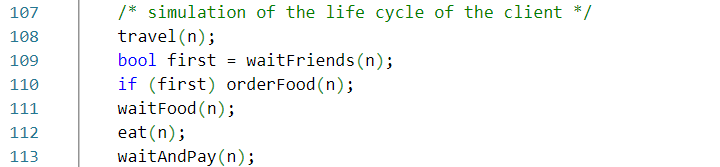 107 /* simulation of the life cycle of the client */
108 travel(n);
109 bool first = waitFriends(n);
110 if (first) orderFood(n);
111 waitFood(n);
112 eat(n);
113 waitAndPay(n);